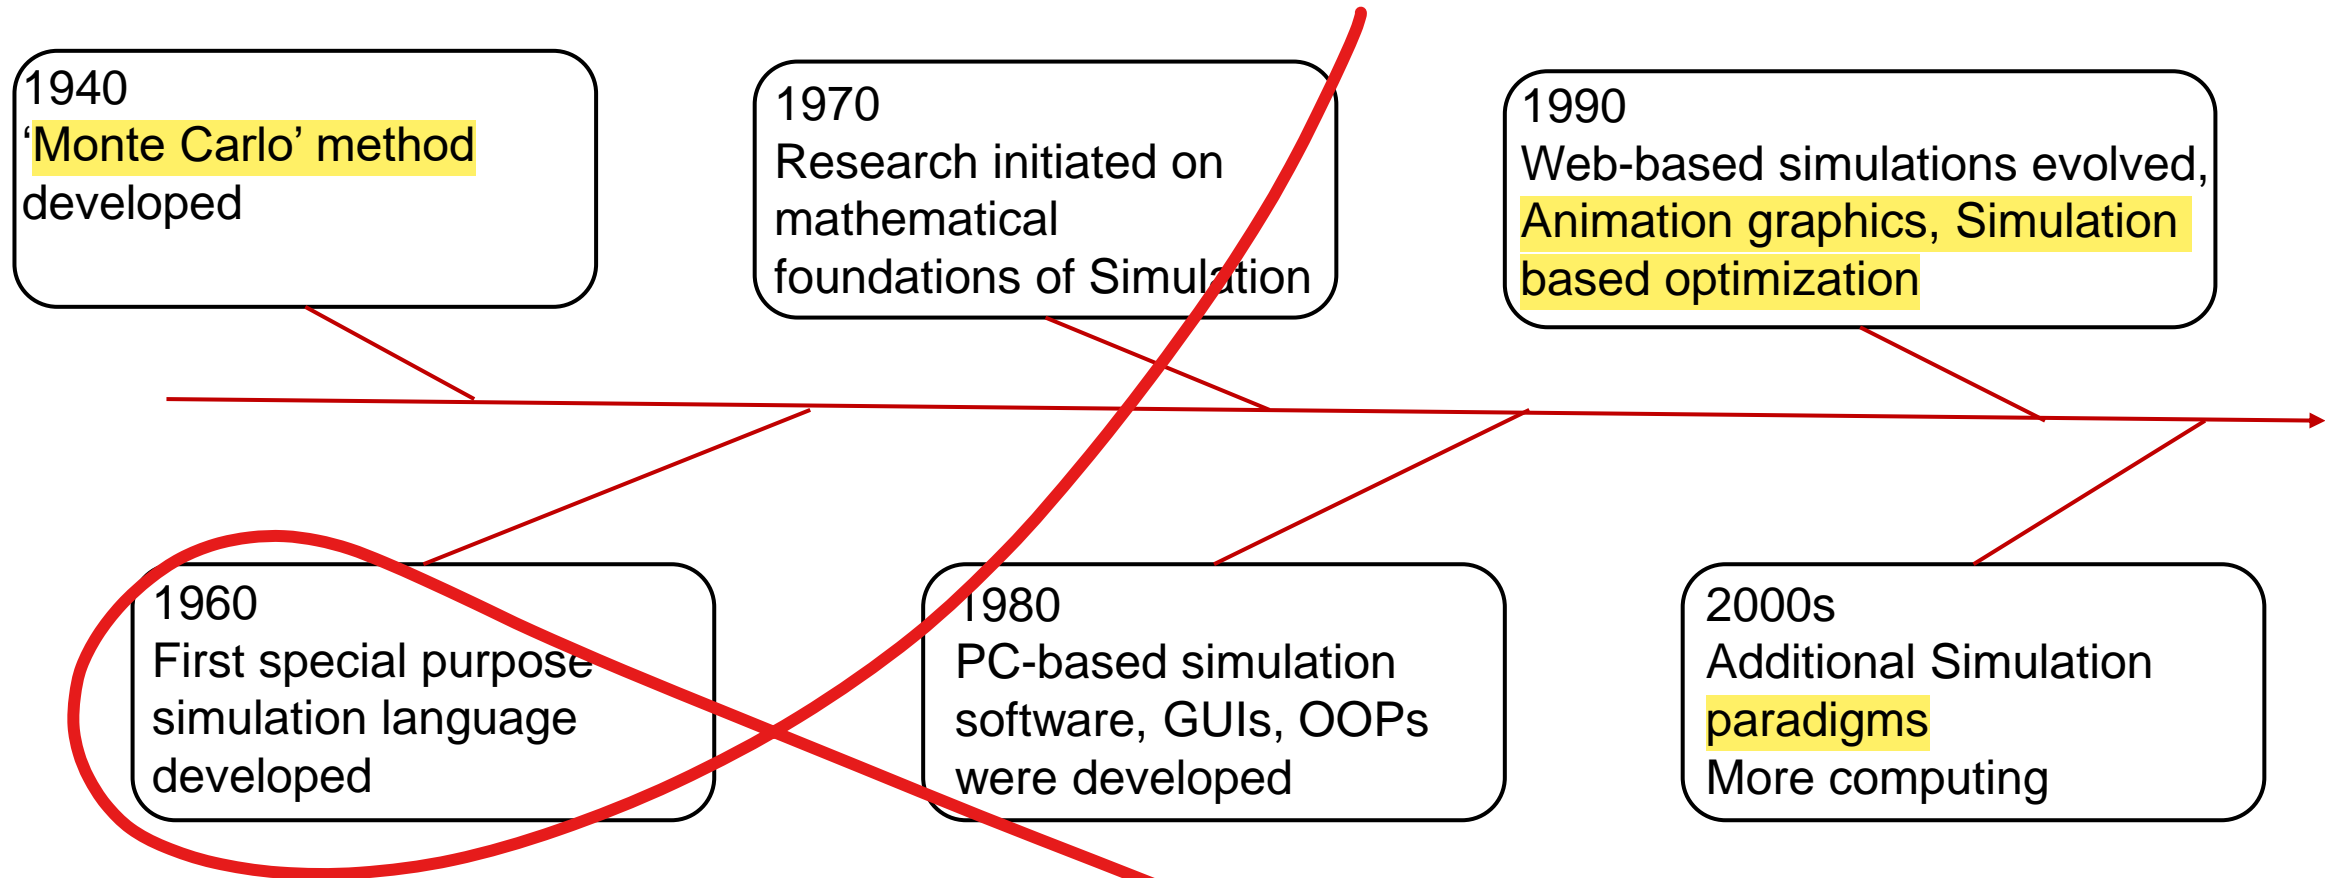 1940
‘Monte Carlo’ method
developed
1970
Research initiated on
mathematical
foundations of Simulation
1990
Web-based simulations evolved,
Animation graphics, Simulation
based optimization
1960
First special purpose
simulation language
developed
1980
PC-based simulation
software, GUIs, OOPs
were developed
2000s
Additional Simulation
paradigms
More computing